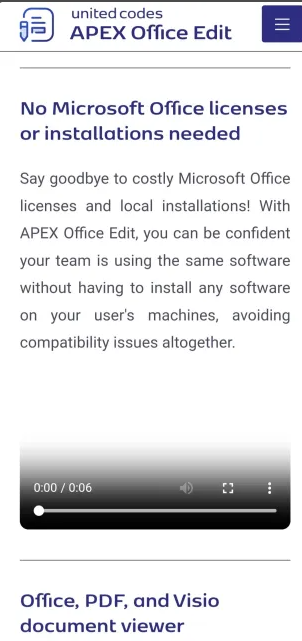 united codes
APEX Office Edit
No Microsoft Office licenses
or installations needed
Say goodbye to costly Microsoft Office
licenses and local installations! With
APEX Office Edit, you can be confident
your team is using the same software
without having to install any software
on your user's machines, avoiding
compatibility issues altogether.
0:00 / 0:06
Office, PDF, and Visio
document viewer